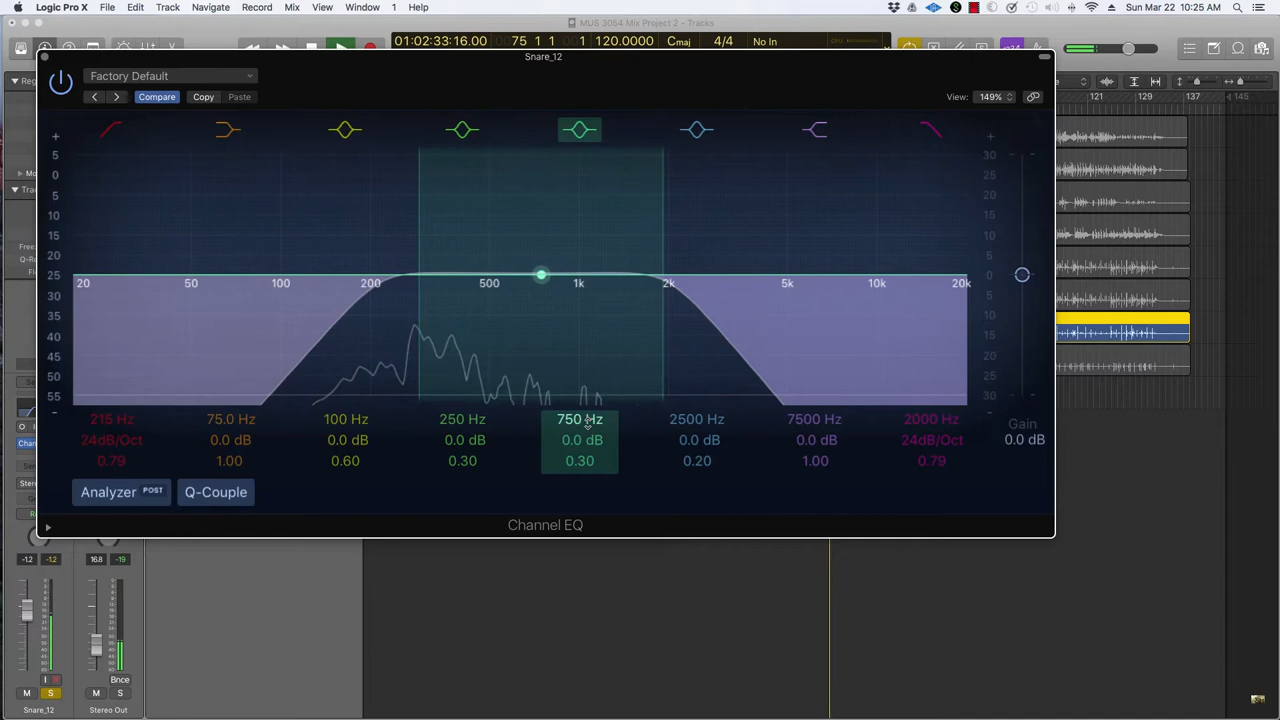 Logic Pro X File Edit Track Navigate Record Mix View Window 1 Help Sun Mar 22 10:25 AM
MUS 3064 Mix Project 2 - Tracks
01:02:33:16.00 75 1 1 120.0000 Cmaj 4/4 No In
Snare_12
Factory Default
Compare Copy Paste View: 149%
121 129 137 145
+ +
5 30
0 25
5 20
10 15
15 10
20 5
25 0
20 50 100 200 500 1k 2k 5k 10k 20k
30 5
35 10
40 15
45 20
50 25
55 30
- -
215 Hz 75.0 Hz 100 Hz 250 Hz 750 Hz 2500 Hz 7500 Hz 2000 Hz Gain
24dB/Oct 0.0 dB 0.0 dB 0.0 dB 0.0 dB 0.0 dB 0.0 dB 24dB/Oct 0.0 dB
0.79 1.00 0.60 0.30 0.30 0.20 1.00 0.79
Analyzer POST Q-Couple
Channel EQ
-1.2 -1.2 16.8 -19
I R Bnce
M S M S
Snare_12 Stereo Out